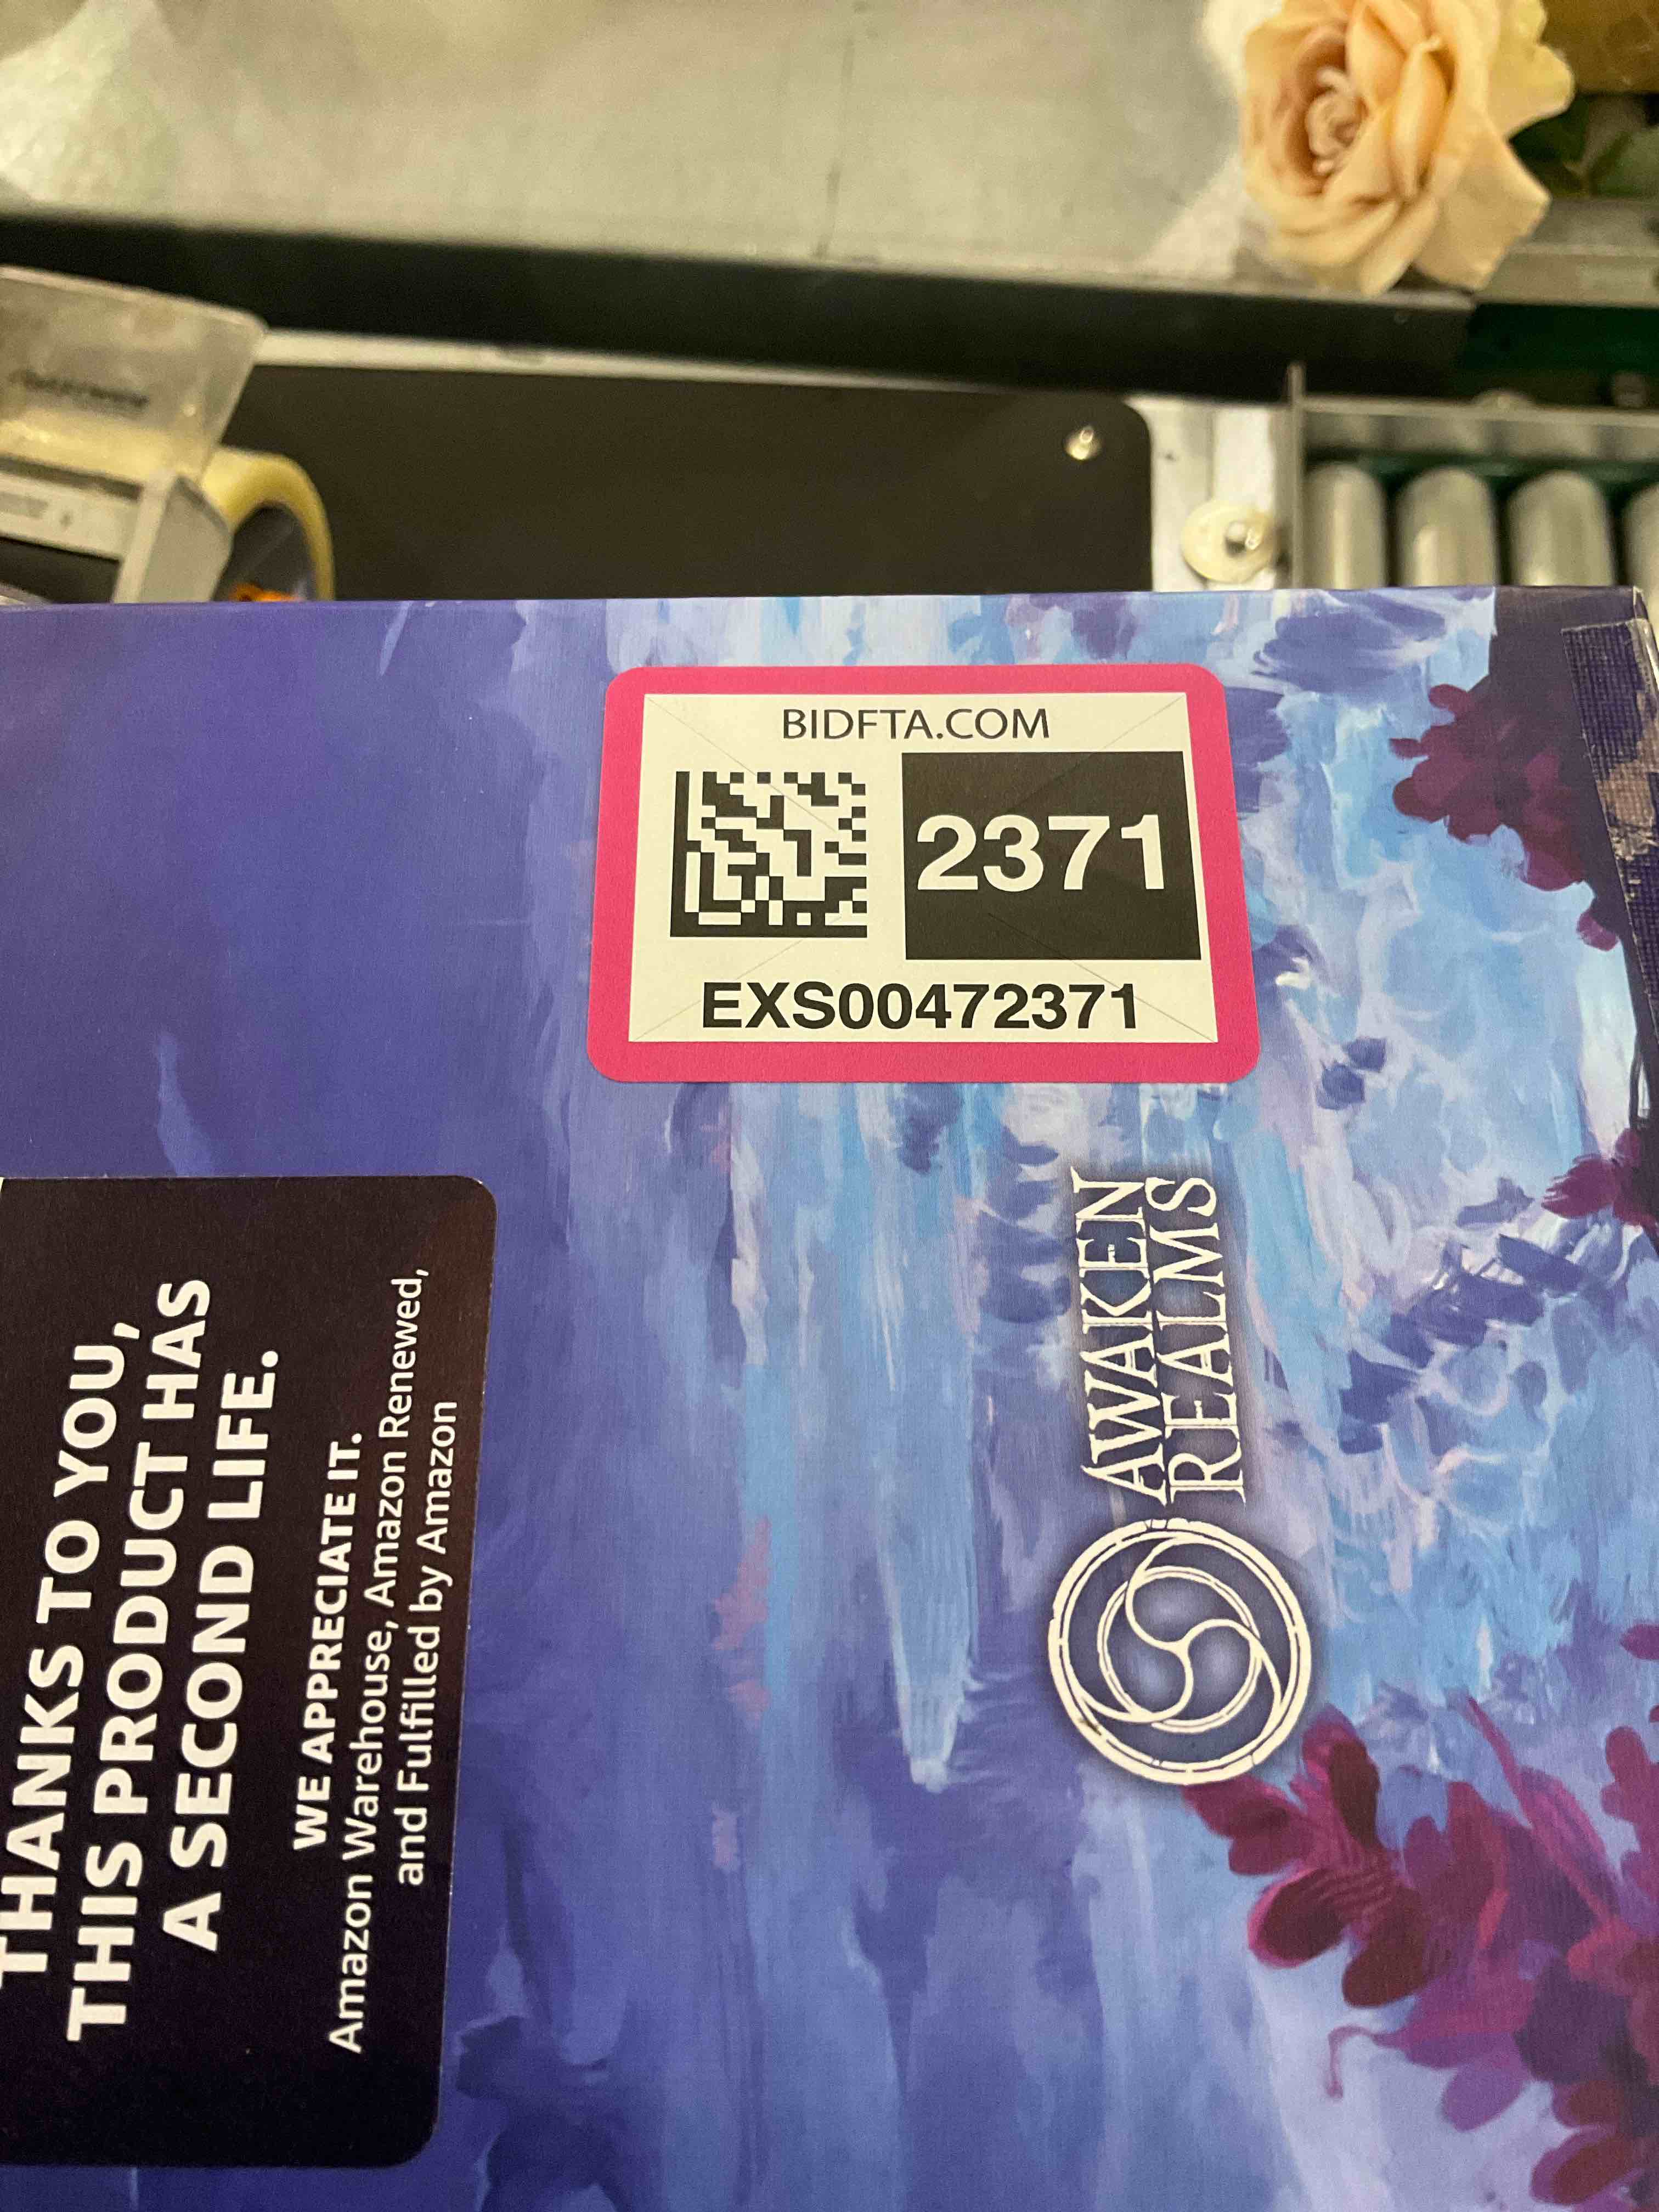 BIDFTA.COM
2371
EXS00472371
AWAKEN
REALMS
THANKS TO YOU,
THIS PRODUCT HAS
A SECOND LIFE.
WE APPRECIATE IT.
Amazon Warehouse, Amazon Renewed,
and Fulfilled by Amazon